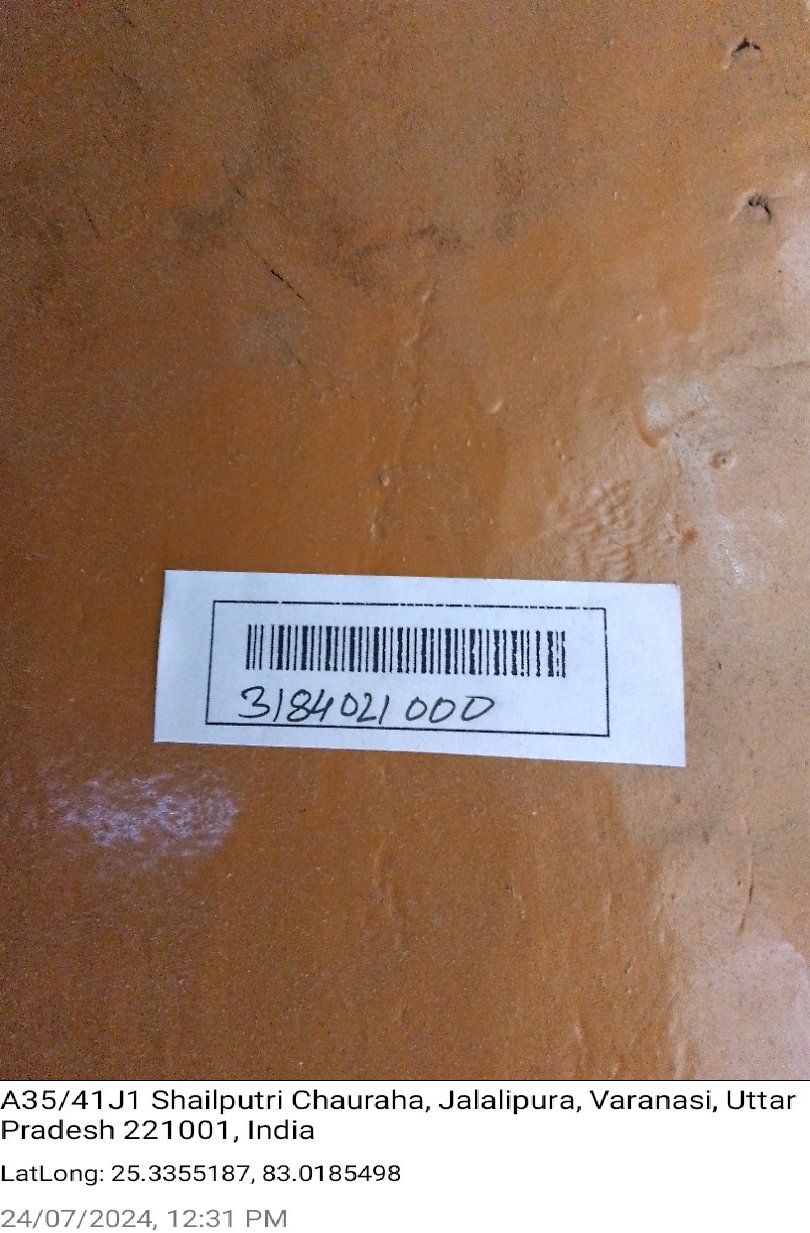 3184021000
A35/41J1 Shailputri Chauraha, Jalalipura, Varanasi, Uttar
Pradesh 221001, India
LatLong: 25.3355187, 83.0185498
24/07/2024, 12:31 PM